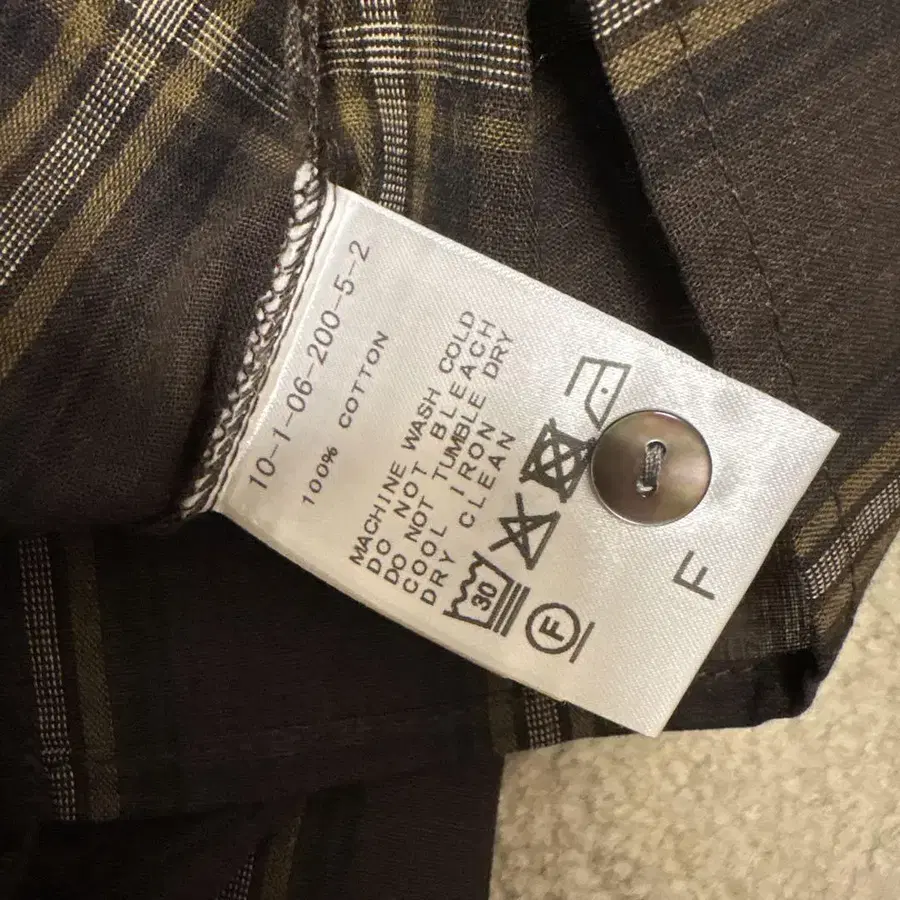 10-1-06-200-5-2
100% COTTON
MACHINE WASH COLD
DO NOT BLEACH
DO NOT TUMBLE DRY
COOL IRON
DRY CLEAN
30
F
F